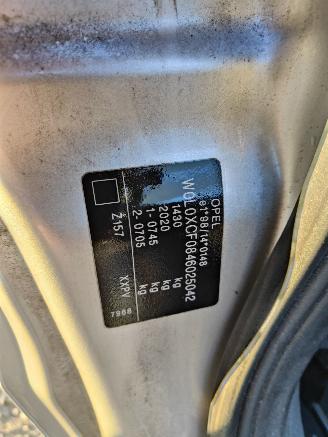 OPEL
e1*98/14*0148
W0L0XCF0846025042
1430 kg
2020 kg
1- 0745 kg
2- 0705 kg
Z157 XXPV
7988